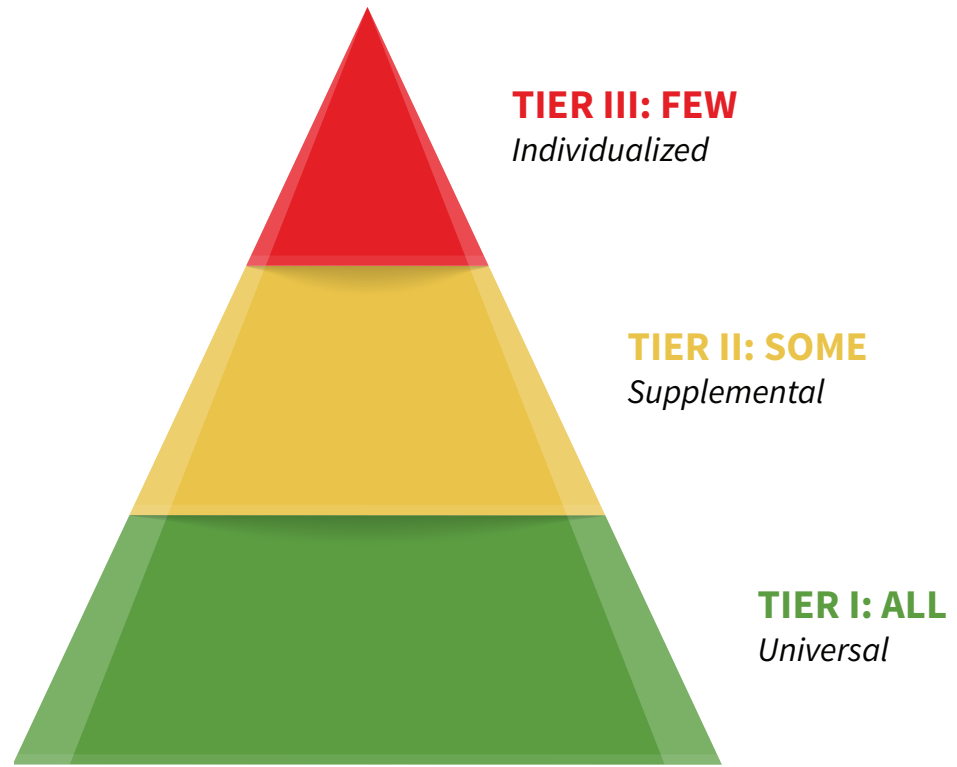 TIER III: FEW
Individualized
TIER II: SOME
Supplemental
TIER I: ALL
Universal